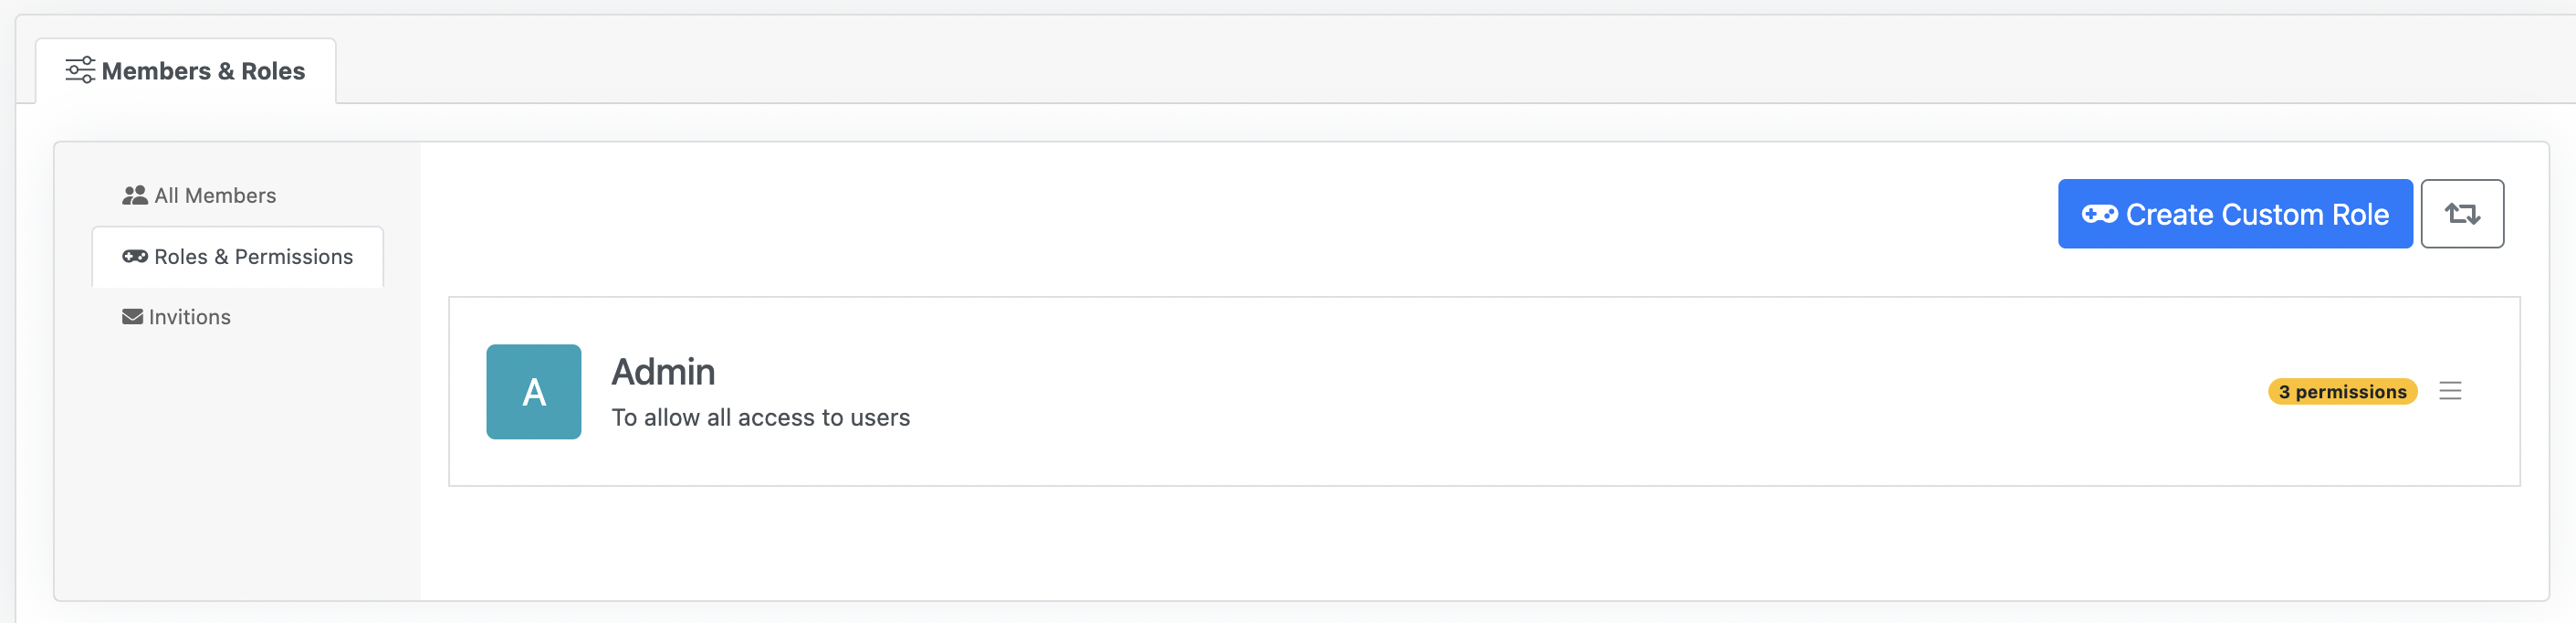 Members & Roles
All Members
Roles & Permissions
Invitions
Create Custom Role
A
Admin
To allow all access to users
3 permissions